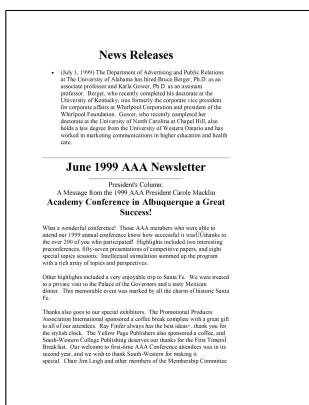 News Releases
• (July 1, 1999) The Department of Advertising and Public Relations
at The University of Alabama has hired Bruce Berger, Ph.D. as an
associate professor and Karla Gower, Ph.D. as an assistant
professor.  Berger, who recently completed his doctorate at the
University of Kentucky, was formerly the corporate vice president
for corporate affairs at Whirlpool Corporation and president of the
Whirlpool Foundation.  Gower, who recently completed her
doctorate at the University of North Carolina at Chapel Hill, also
holds a law degree from the University of Western Ontario and has
worked in marketing communications in higher education and health
care.
June 1999 AAA Newsletter
President's Column:
A Message from the 1999 AAA President Carole Macklin
Academy Conference in Albuquerque a Great
Success!
What a wonderful conference!  Those AAA members who were able to
attend our 1999 annual conference know how successful it wasÛÛthanks to
the over 200 of you who participated!  Highlights included two interesting
preconferences, fifty-seven presentations of competitive papers, and eight
special topics sessions.  Intellectual stimulation summed up the program
with a rich array of topics and perspectives.
Other highlights included a very enjoyable trip to Santa Fe.  We were treated
to a private visit to the Palace of the Governors and a tasty Mexican
dinner.  This memorable event was marked by all the charm of historic Santa
Fe.
Thanks also goes to our special exhibitors.  The Promotional Products
Association International sponsored a coffee break complete with a great gift
to all of our attendees.  Ray Finfer always has the best ideas÷..thank you for
the stylish clock.  The Yellow Page Publishers also sponsored a coffee, and
South-Western College Publishing deserves our thanks for the First Timers1
Breakfast.  Our welcome to first-time AAA Conference attendees was in its
second year, and we wish to thank South-Western for making it
special.  Chair Jim Leigh and other members of the Membership Committee